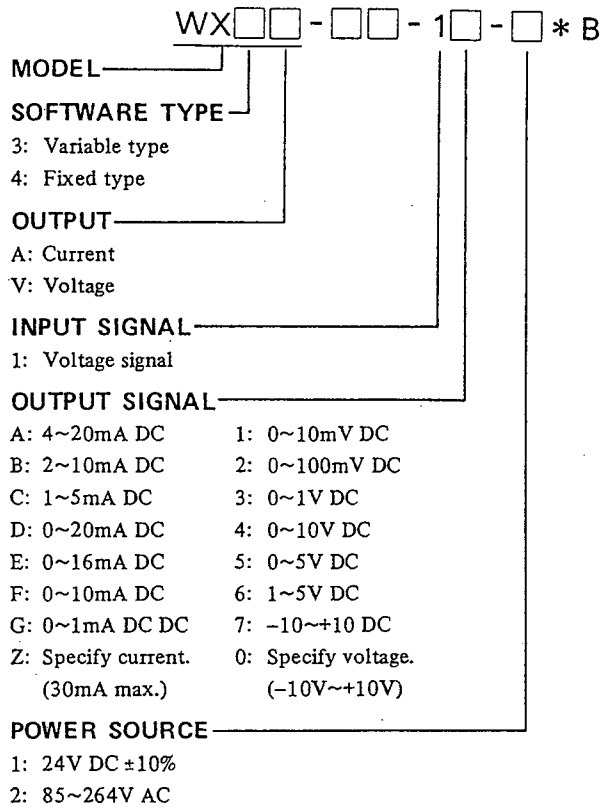 WX□□-□□-1□-□*B
MODEL
SOFTWARE TYPE
3: Variable type
4: Fixed type
OUTPUT
A: Current
V: Voltage
INPUT SIGNAL
1: Voltage signal
OUTPUT SIGNAL
A: 4~20mA DC
B: 2~10mA DC
C: 1~5mA DC
D: 0~20mA DC
E: 0~16mA DC
F: 0~10mA DC
G: 0~1mA DC DC
Z: Specify current.
(30mA max.)
1: 0~10mV DC
2: 0~100mV DC
3: 0~1V DC
4: 0~10V DC
5: 0~5V DC
6: 1~5V DC
7: –10~+10 DC
0: Specify voltage.
(–10V~+10V)
POWER SOURCE
1: 24V DC ±10%
2: 85~264V AC